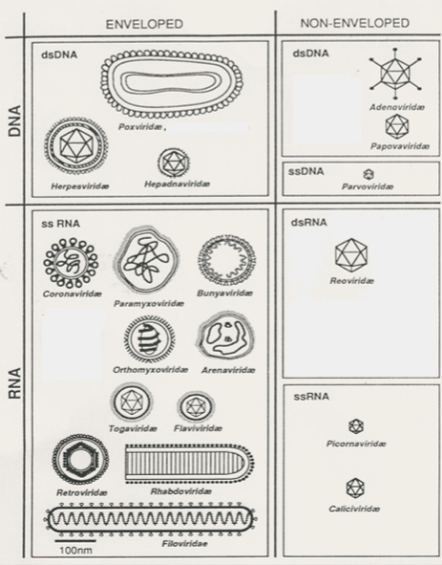 ENVELOPED
NON-ENVELOPED
DNA
dsDNA
Poxviridæ,
Herpesviridæ
Hepadnaviridæ
dsDNA
Adenoviridæ
Papovaviridæ
ssDNA
Parvoviridæ
RNA
ss RNA
Coronaviridæ
Paramyxoviridæ
Bunyaviridæ
Orthomyxoviridæ
Arenaviridæ
Togaviridæ
Flaviviridæ
Retroviridæ
Rhabdoviridæ
Filoviridae
100nm
dsRNA
Reoviridæ
ssRNA
Picornaviridæ
Caliciviridæ